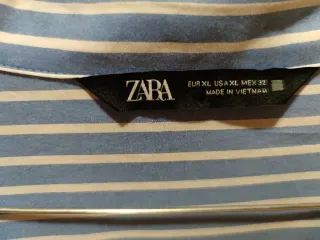 ZARA
EUR XL USA XL MEX 32
MADE IN VIETNAM